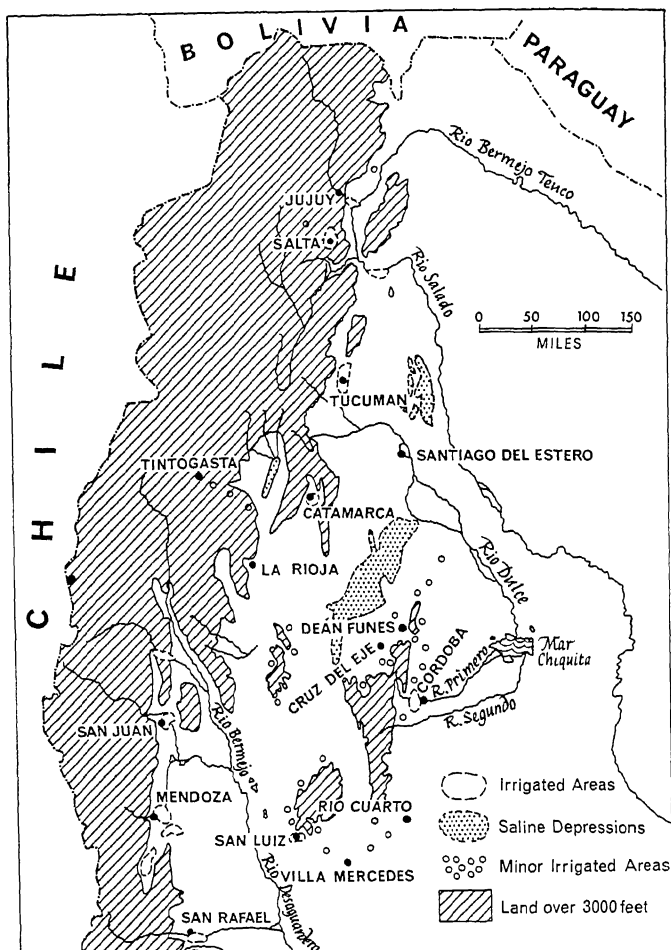 BOLIVIA
PARAGUAY
Rio Bermejo Teuco
JUJUY
SALTA
CHILE
Rio Salado
0 50 100 150
MILES
TUCUMAN
SANTIAGO DEL ESTERO
TINTOGASTA
CATAMARCA
LA RIOJA
Rio Dulce
DEAN FUNES
CRUZ DEL EJE
CORDOBA
R. Primero
Mar
Chiquita
R. Segundo
SAN JUAN
Rio Bermejo
MENDOZA
RIO CUARTO
SAN LUIZ
VILLA MERCEDES
Rio Desaguardero
SAN RAFAEL
Irrigated Areas
Saline Depressions
Minor Irrigated Areas
Land over 3000 feet